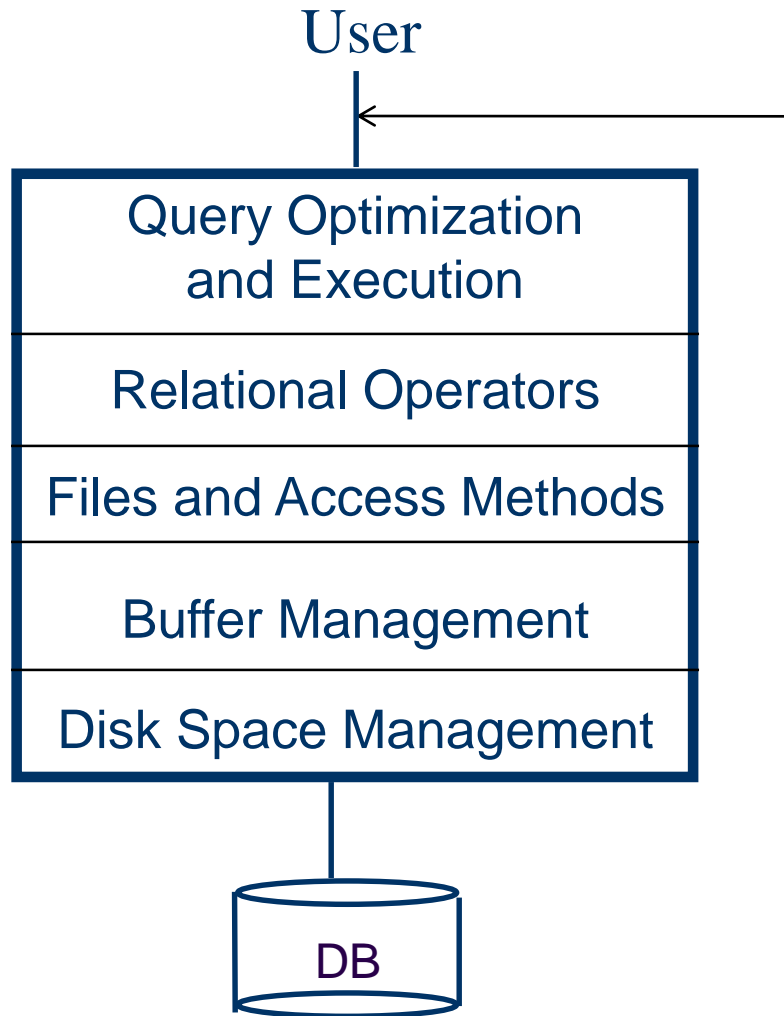 User
Query Optimization
and Execution
Relational Operators
Files and Access Methods
Buffer Management
Disk Space Management
DB